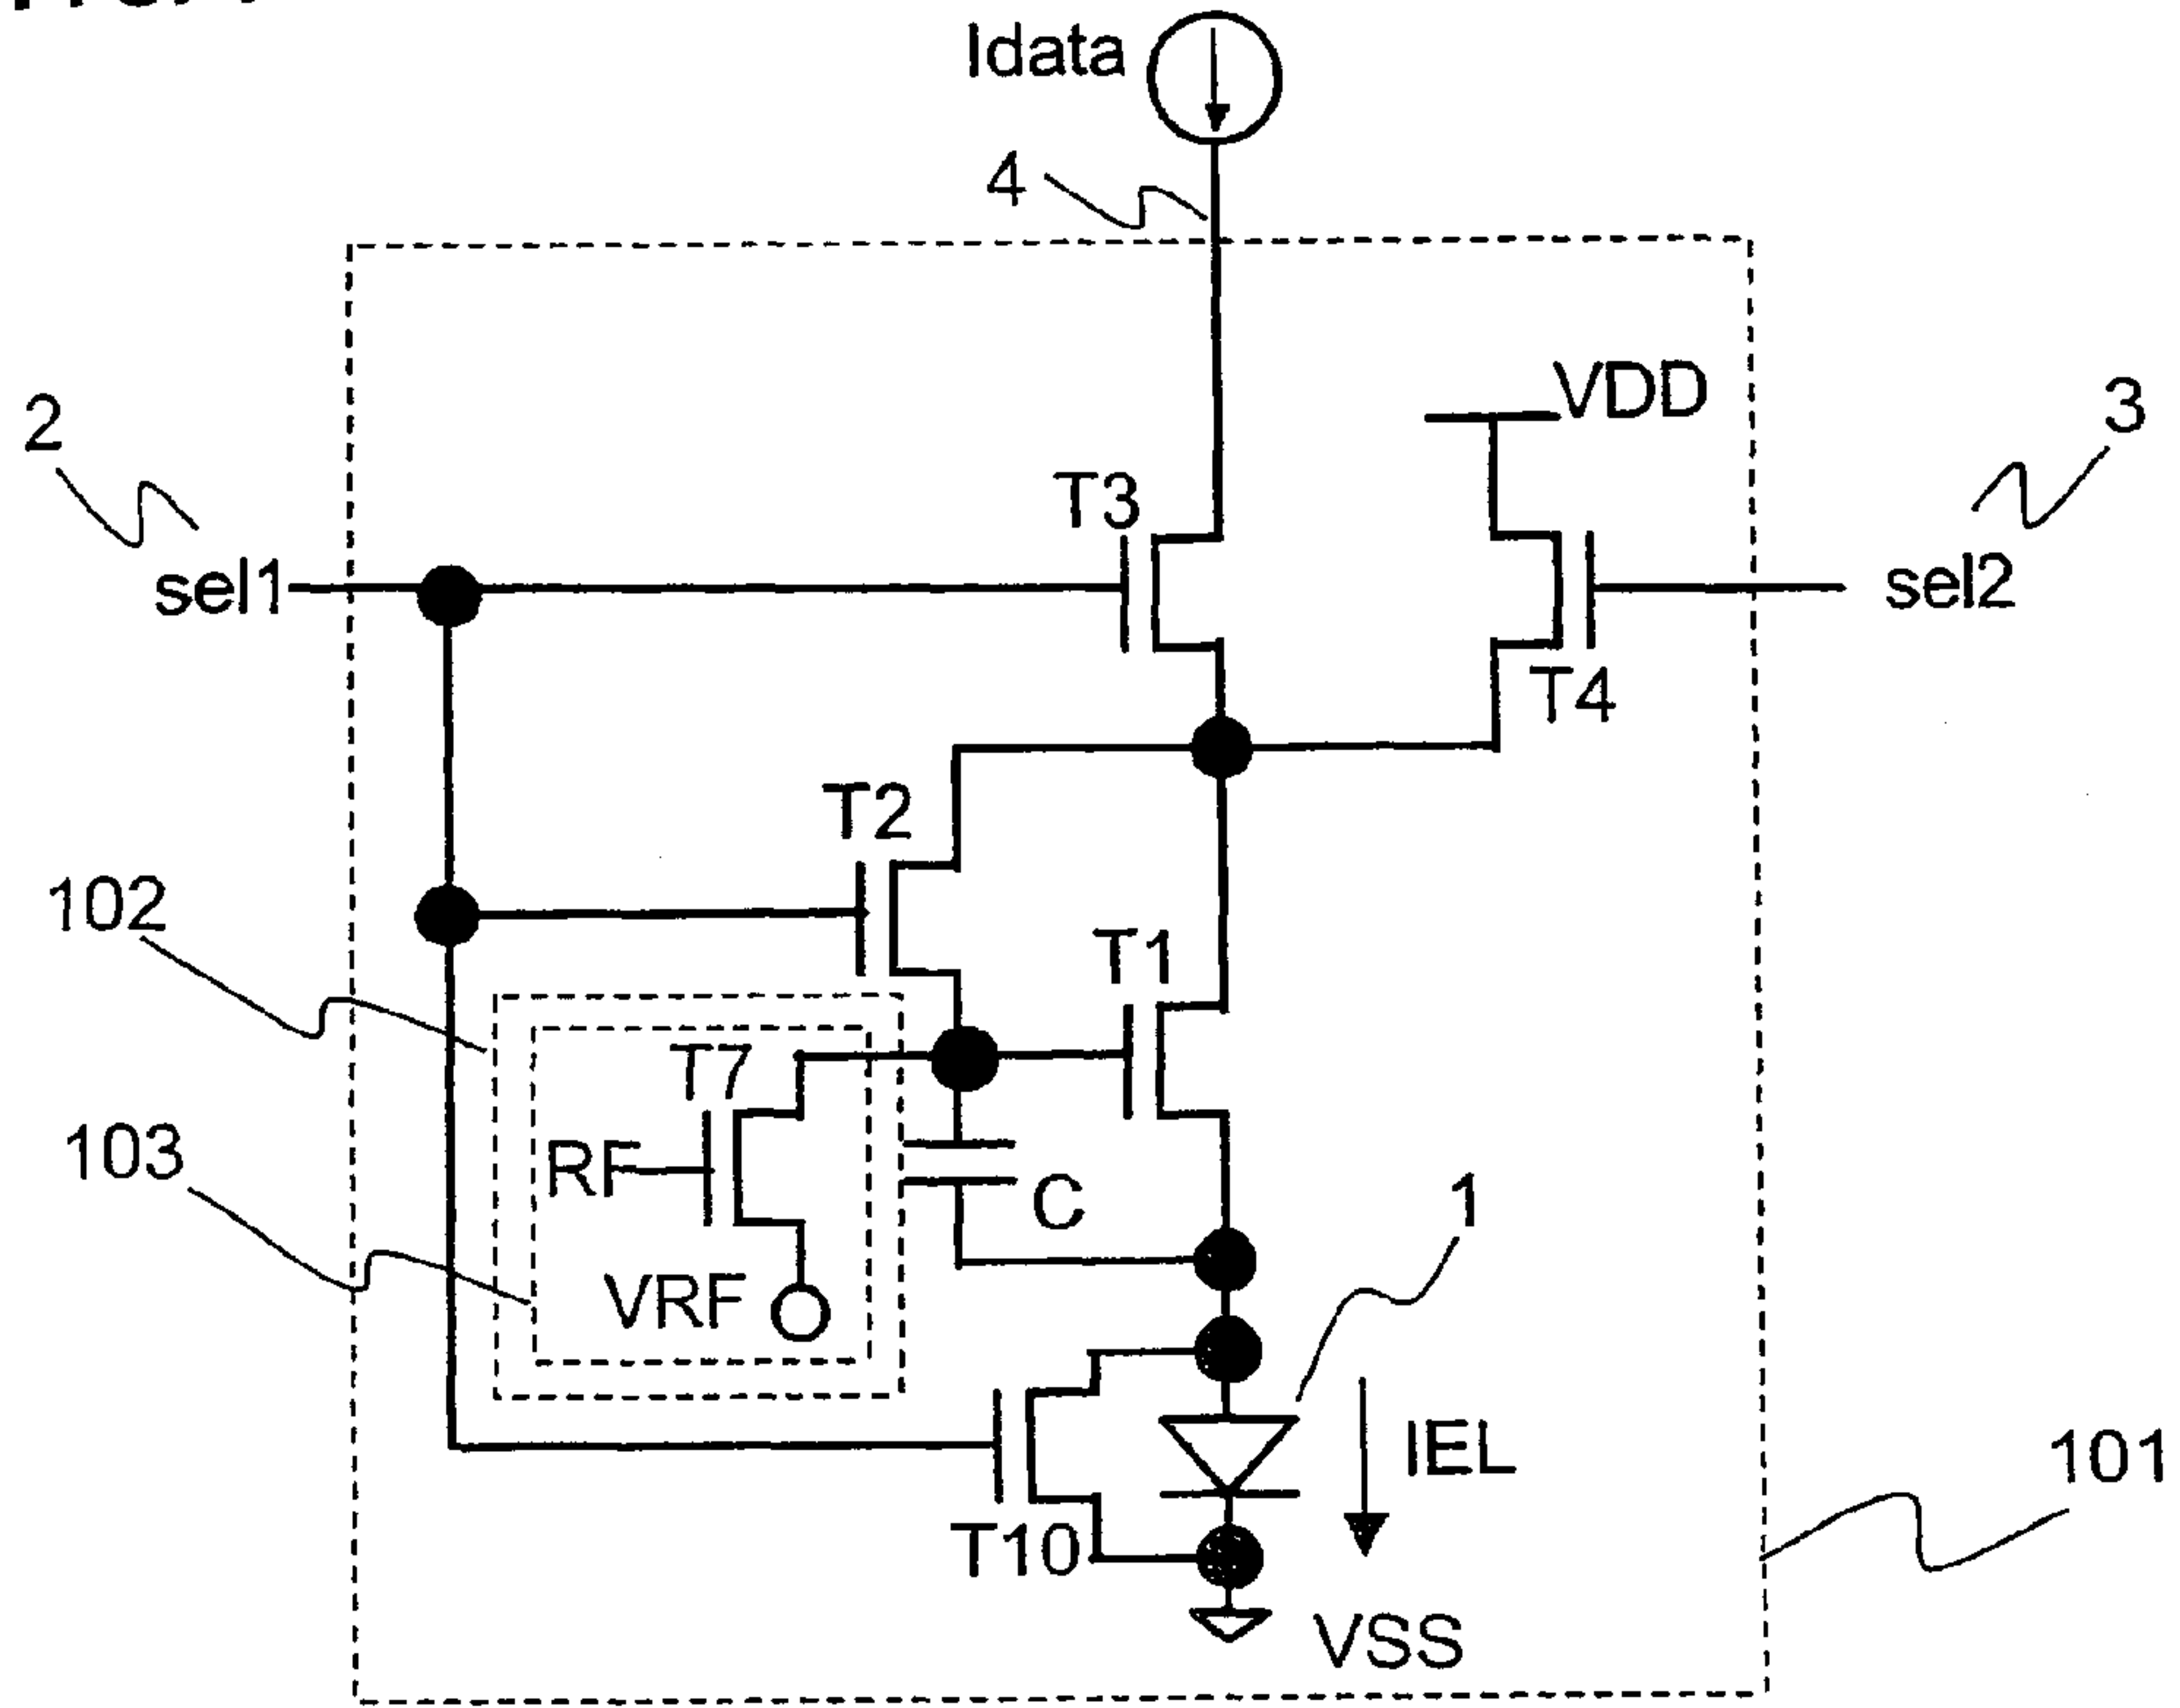 Idata
4
VDD
2
3
T3
sel1
sel2
T4
T2
102
T1
T7
103
RF
C
1
VRF
IEL
101
T10
VSS